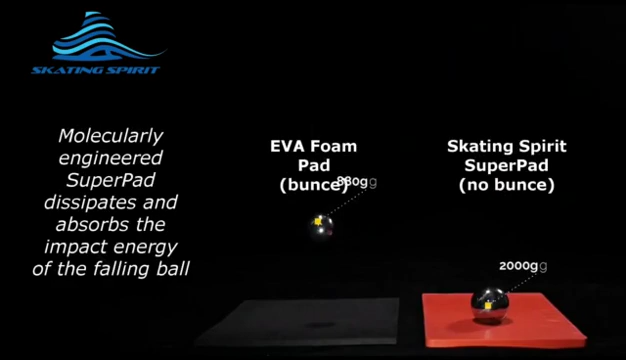 SKATING SPIRIT
Molecularly
engineered
SuperPad
dissipates and
absorbs the
impact energy
of the falling ball
EVA Foam
Pad
(bunce)
880gg
Skating Spirit
SuperPad
(no bunce)
2000gg